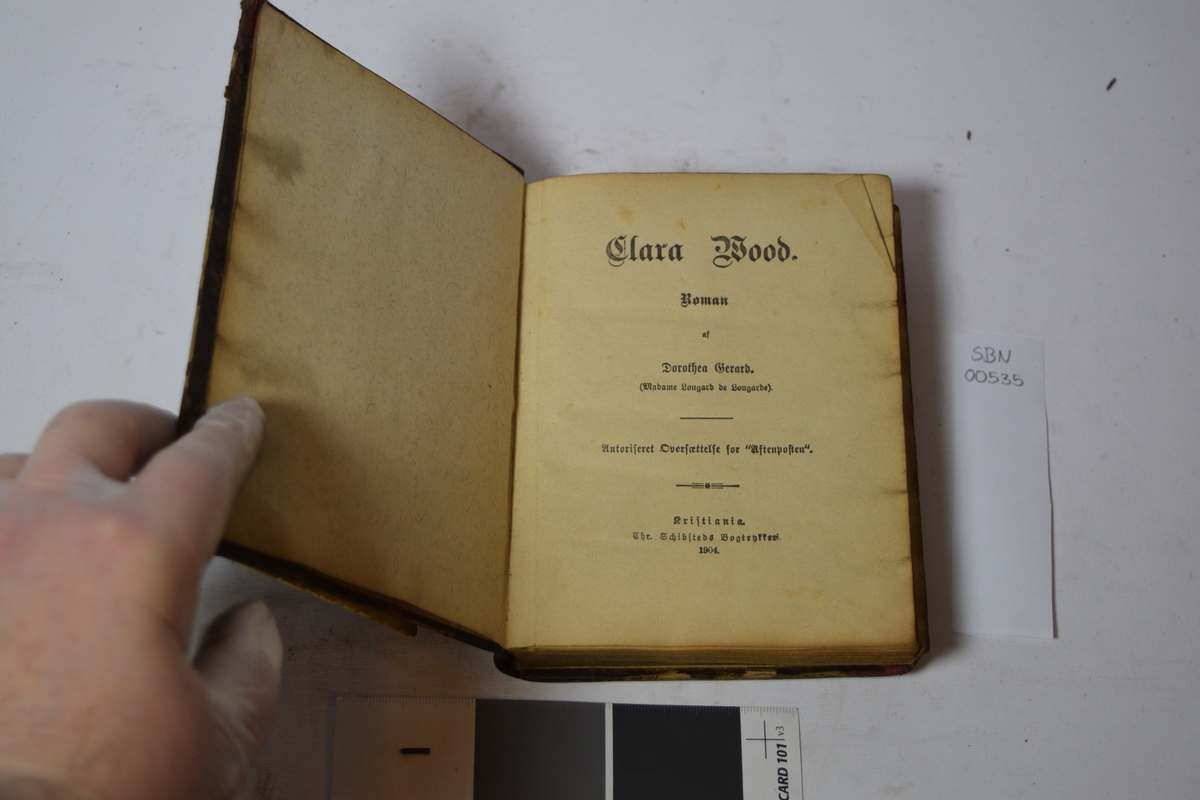 Clara Wood.
Roman
af
Dorothea Gerard.
(Madame Longard de Longarde).
Autoriseret Oversættelse for "Aftenposten".
Kristiania.
Chr. Schibsteds Bogtrykkeri.
1904.
SBN
00535
CARD 101 v3